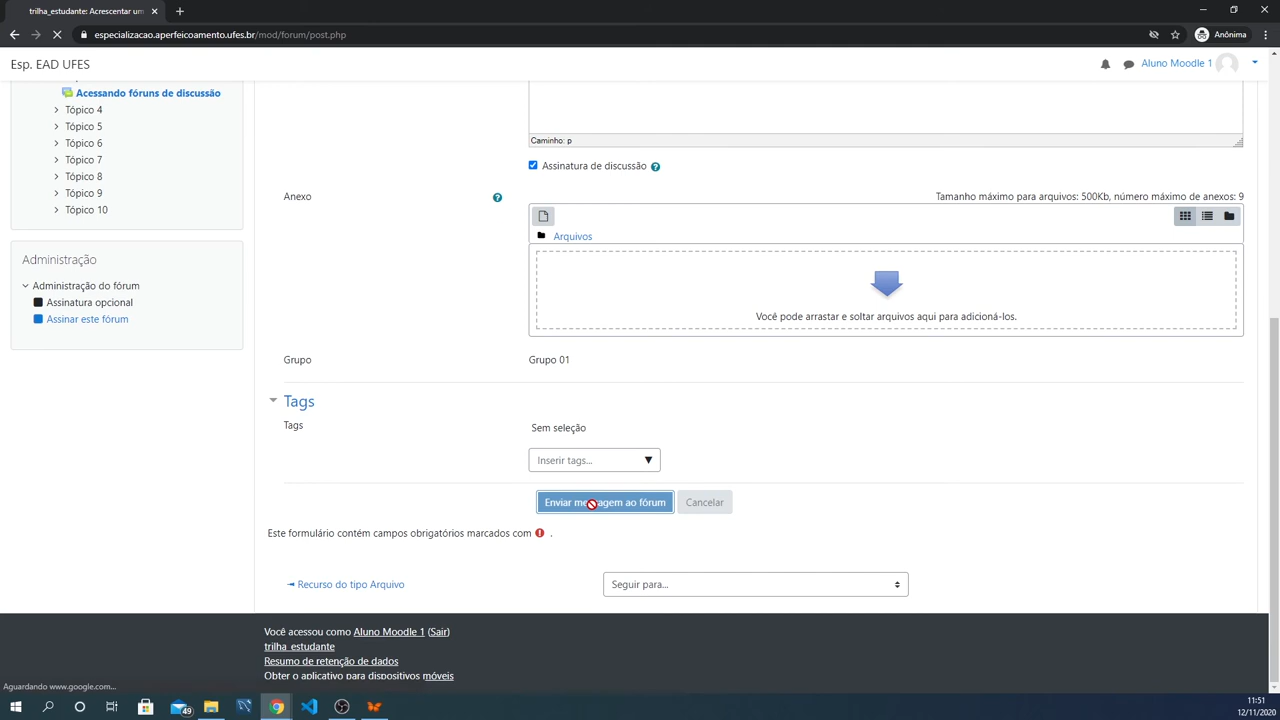 trilha_estudante: Acrescentar um
especializacao.aperfeicoamento.ufes.br/mod/forum/post.php
Anônima
Esp. EAD UFES
Aluno Moodle 1
Acessando fóruns de discussão
Tópico 4
Tópico 5
Tópico 6
Tópico 7
Tópico 8
Tópico 9
Tópico 10
Administração
Administração do fórum
Assinatura opcional
Assinar este fórum
Caminho: p
Assinatura de discussão
Anexo
Tamanho máximo para arquivos: 500Kb, número máximo de anexos: 9
Arquivos
Você pode arrastar e soltar arquivos aqui para adicioná-los.
Grupo
Grupo 01
Tags
Tags
Sem seleção
Inserir tags...
Enviar mensagem ao fórum
Cancelar
Este formulário contém campos obrigatórios marcados com .
Recurso do tipo Arquivo
Seguir para...
Você acessou como Aluno Moodle 1 (Sair)
trilha_estudante
Resumo de retenção de dados
Obter o aplicativo para dispositivos móveis
Aguardando www.google.com...
49
11:51
12/11/2020